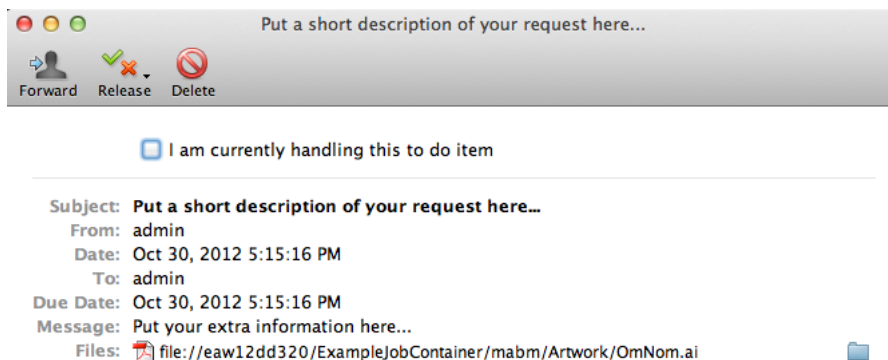 Put a short description of your request here...
Forward Release Delete
I am currently handling this to do item
Subject: Put a short description of your request here...
From: admin
Date: Oct 30, 2012 5:15:16 PM
To: admin
Due Date: Oct 30, 2012 5:15:16 PM
Message: Put your extra information here...
Files: file://eaw12dd320/ExampleJobContainer/mabm/Artwork/OmNom.ai